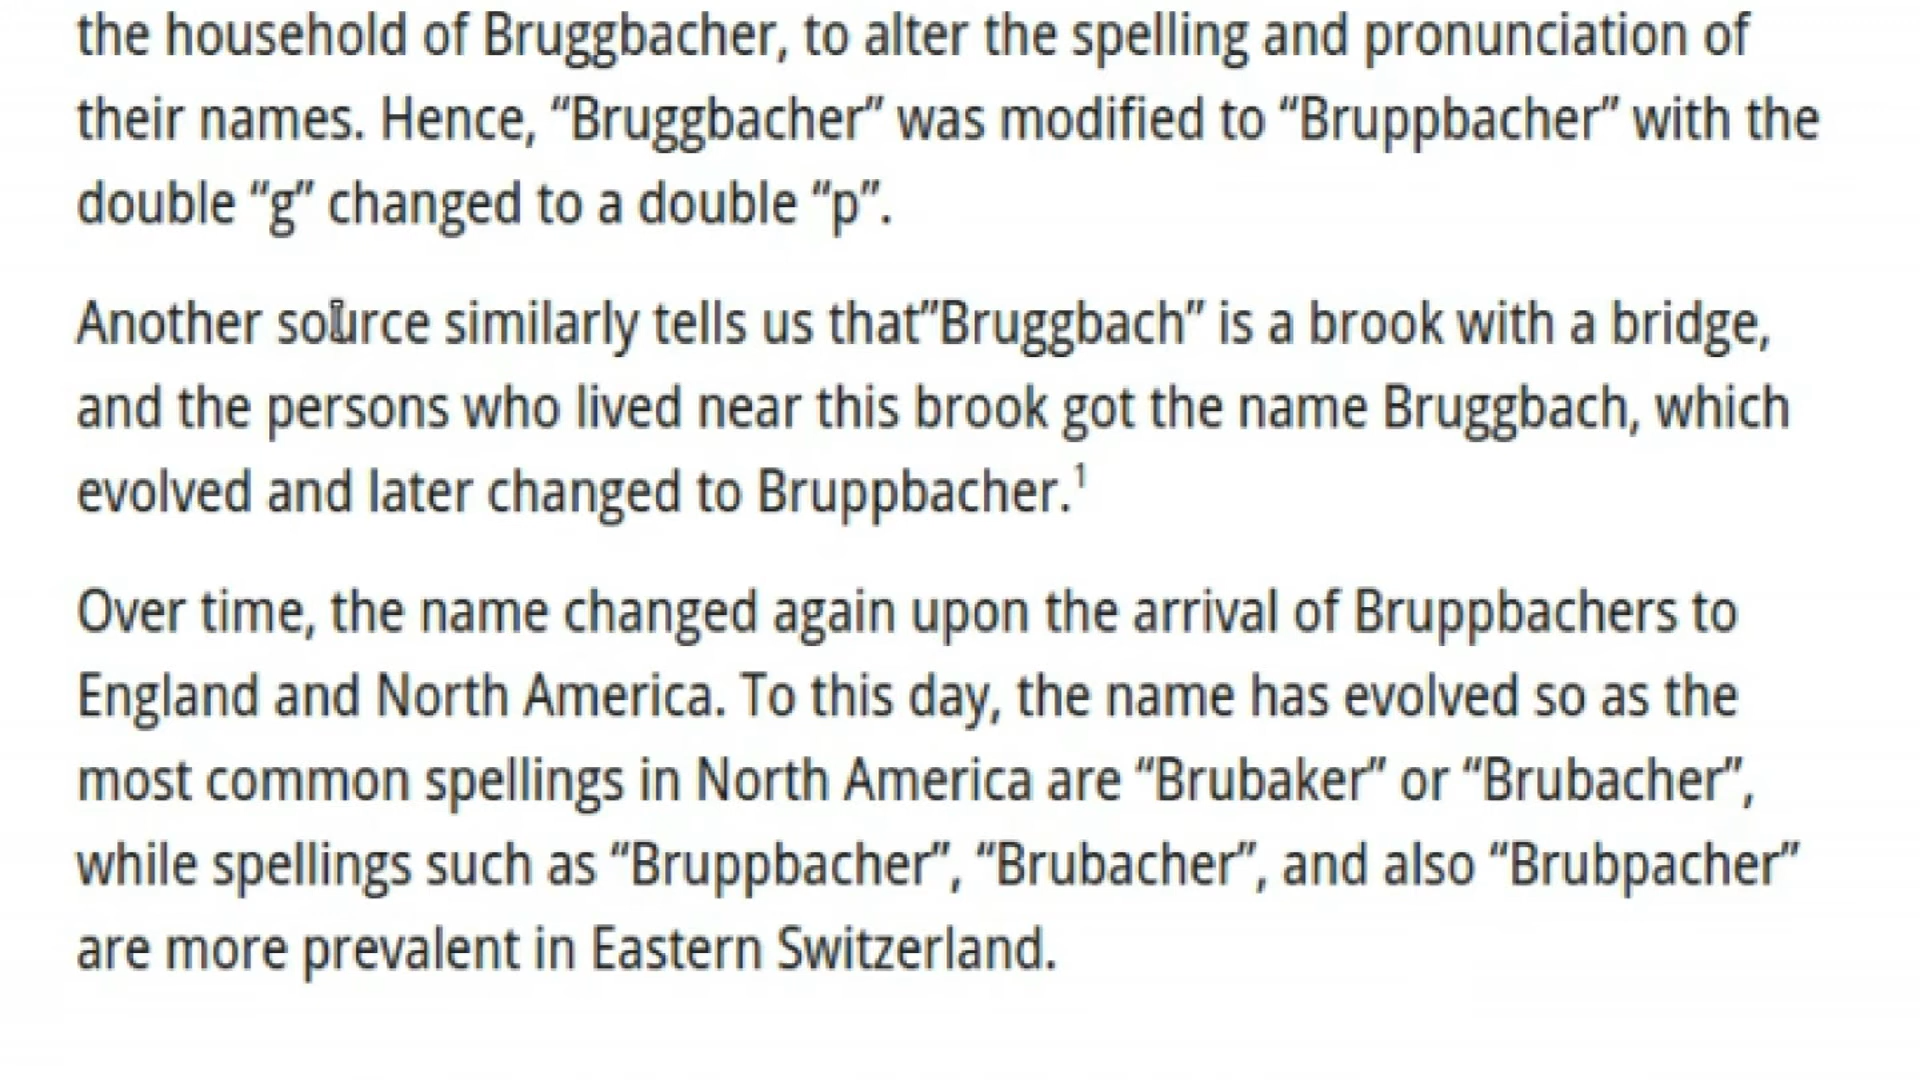 the household of Bruggbacher, to alter the spelling and pronunciation of
their names. Hence, “Bruggbacher” was modified to “Bruppbacher” with the
double “g” changed to a double “p”.
Another source similarly tells us that”Bruggbach” is a brook with a bridge,
and the persons who lived near this brook got the name Bruggbach, which
evolved and later changed to Bruppbacher.¹
Over time, the name changed again upon the arrival of Bruppbachers to
England and North America. To this day, the name has evolved so as the
most common spellings in North America are “Brubaker” or “Brubacher”,
while spellings such as “Bruppbacher”, “Brubacher”, and also “Brubpacher”
are more prevalent in Eastern Switzerland.